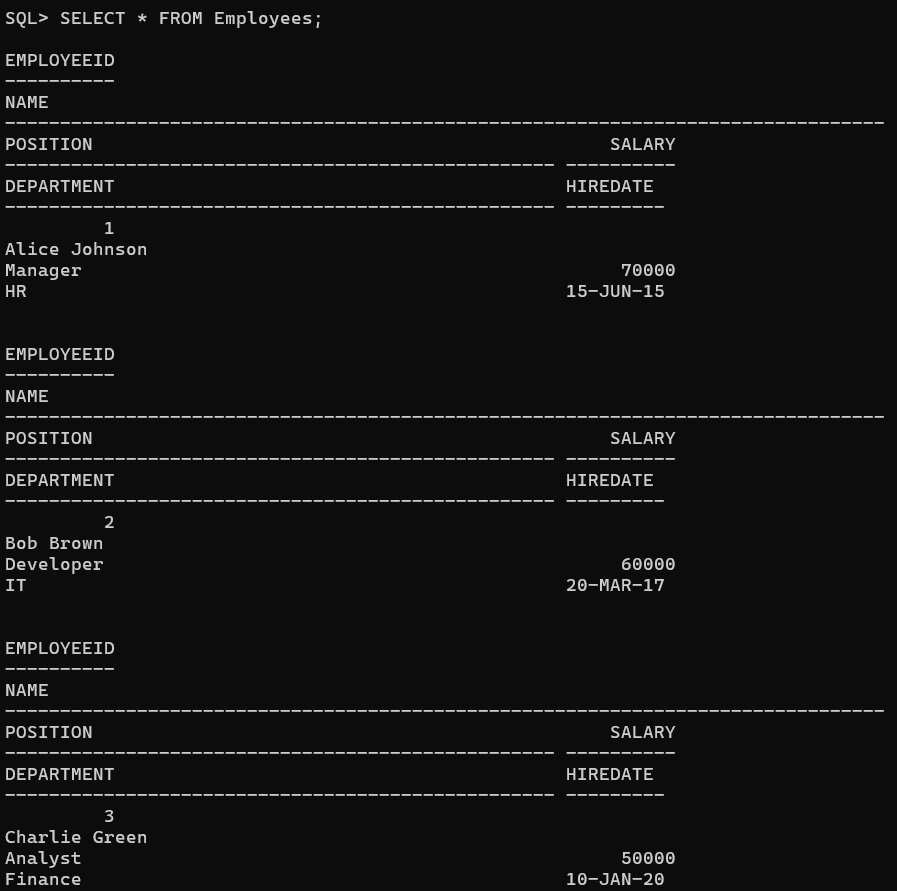 SQL> SELECT * FROM Employees;
EMPLOYEEID
----------
NAME
--------------------------------------------------------------------------------
POSITION                                               SALARY
-------------------------------------------------- ----------
DEPARTMENT                                         HIREDATE
-------------------------------------------------- ---------
         1
Alice Johnson
Manager                                                 70000
HR                                                 15-JUN-15
EMPLOYEEID
----------
NAME
--------------------------------------------------------------------------------
POSITION                                               SALARY
-------------------------------------------------- ----------
DEPARTMENT                                         HIREDATE
-------------------------------------------------- ---------
         2
Bob Brown
Developer                                               60000
IT                                                 20-MAR-17
EMPLOYEEID
----------
NAME
--------------------------------------------------------------------------------
POSITION                                               SALARY
-------------------------------------------------- ----------
DEPARTMENT                                         HIREDATE
-------------------------------------------------- ---------
         3
Charlie Green
Analyst                                                 50000
Finance                                            10-JAN-20